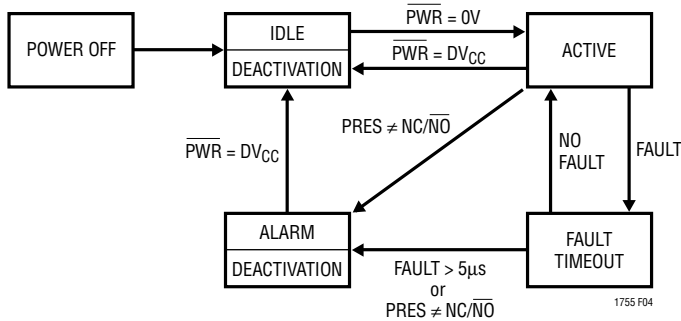 POWER OFF
IDLE
DEACTIVATION
PWR = 0V
PWR = DVCC
ACTIVE
PRES ≠ NC/NO
PWR = DVCC
NO
FAULT
FAULT
ALARM
DEACTIVATION
FAULT > 5µs
or
PRES ≠ NC/NO
FAULT
TIMEOUT
1755 F04